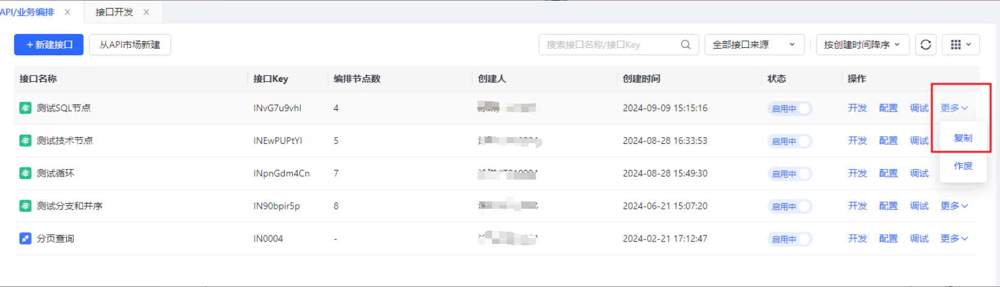 API/业务编排 × 接口开发 ×
+ 新建接口 从API市场新建 搜索接口名称/接口Key 全部接口来源 按创建时间降序
接口名称 接口Key 编排节点数 创建人 创建时间 状态 操作
测试SQL节点 INvG7u9vhI 4 2024-09-09 15:15:16 启用中 开发 配置 调试 更多
测试技术节点 INEwPUPtYI 5 2024-08-28 16:33:53 启用中 开发 配置 调试 复制
测试循环 INpnGdm4Cn 7 2024-08-28 15:49:30 启用中 开发 配置 调试 作废
测试分支和并序 IN90bpir5p 8 2024-06-21 15:07:20 启用中 开发 配置 调试 更多
分页查询 IN0004 - 2024-02-21 17:12:47 启用中 开发 配置 调试 更多